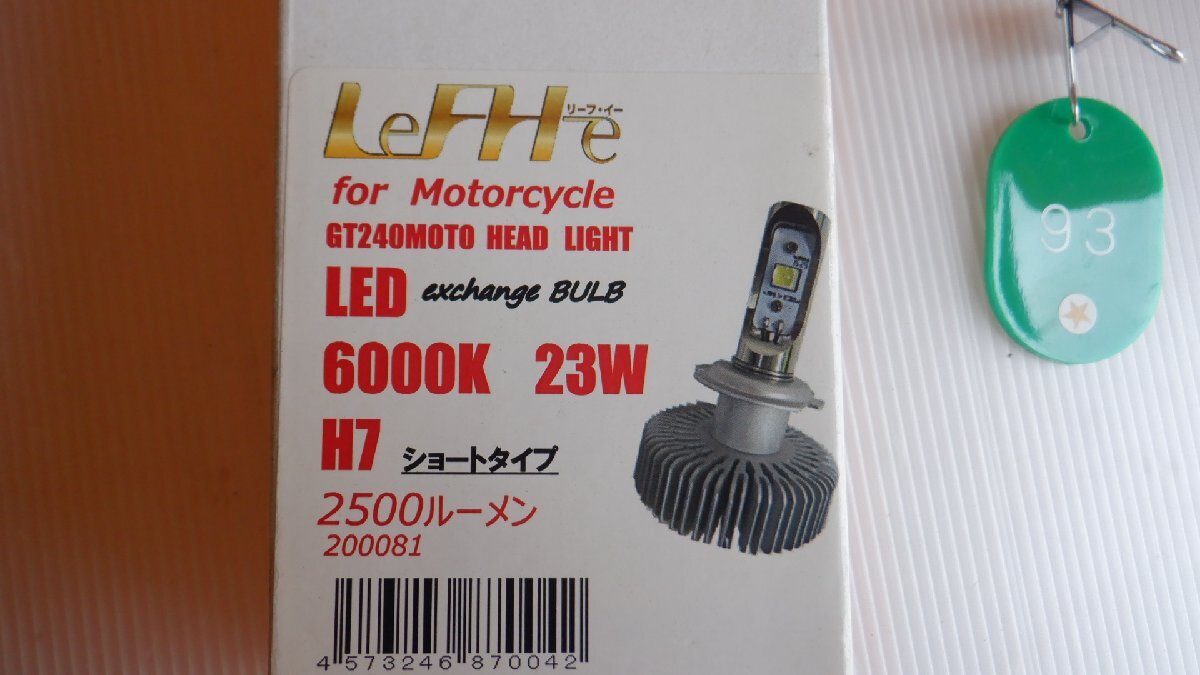 LeFH-e
リーフ・イー
for Motorcycle
GT240MOTO HEAD LIGHT
LED exchange BULB
6000K 23W
H7 ショートタイプ
2500ルーメン
200081
4 573246 870042
93